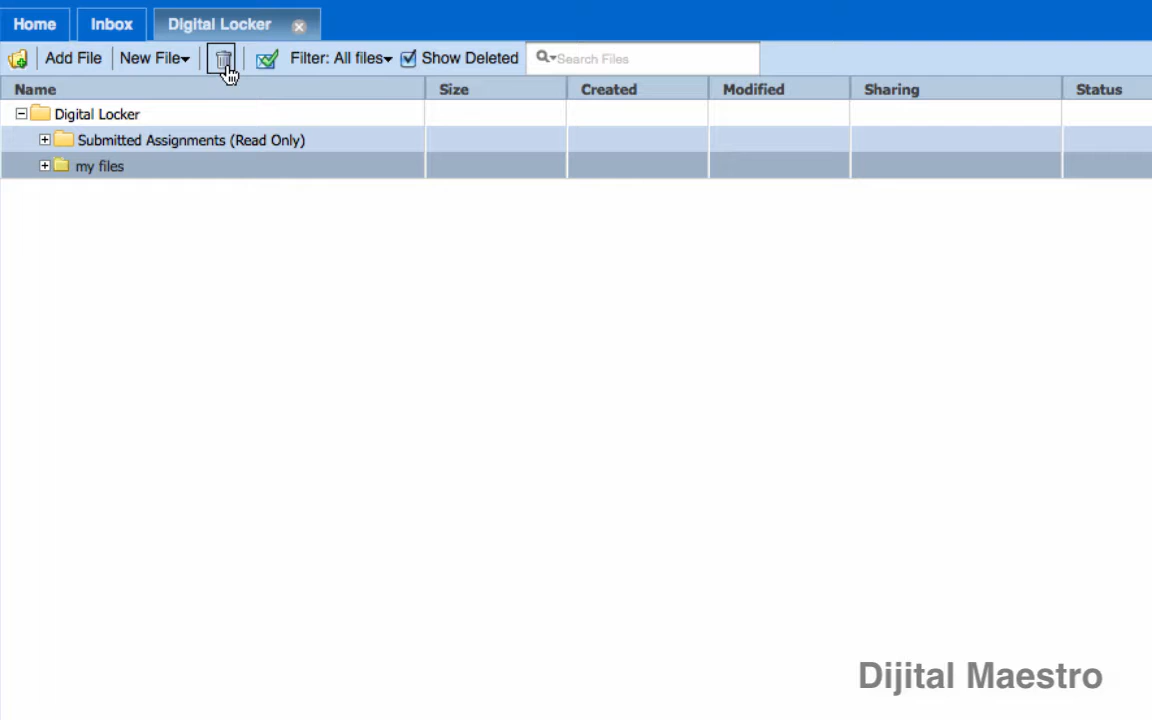 Home Inbox Digital Locker
Add File New File Filter: All files Show Deleted Search Files
Name Size Created Modified Sharing Status
Digital Locker
Submitted Assignments (Read Only)
my files
Dijital Maestro